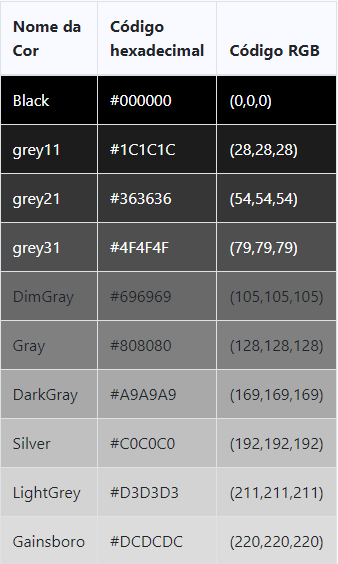 Nome da Cor Código hexadecimal Código RGB
Black #000000 (0,0,0)
grey11 #1C1C1C (28,28,28)
grey21 #363636 (54,54,54)
grey31 #4F4F4F (79,79,79)
DimGray #696969 (105,105,105)
Gray #808080 (128,128,128)
DarkGray #A9A9A9 (169,169,169)
Silver #C0C0C0 (192,192,192)
LightGrey #D3D3D3 (211,211,211)
Gainsboro #DCDCDC (220,220,220)